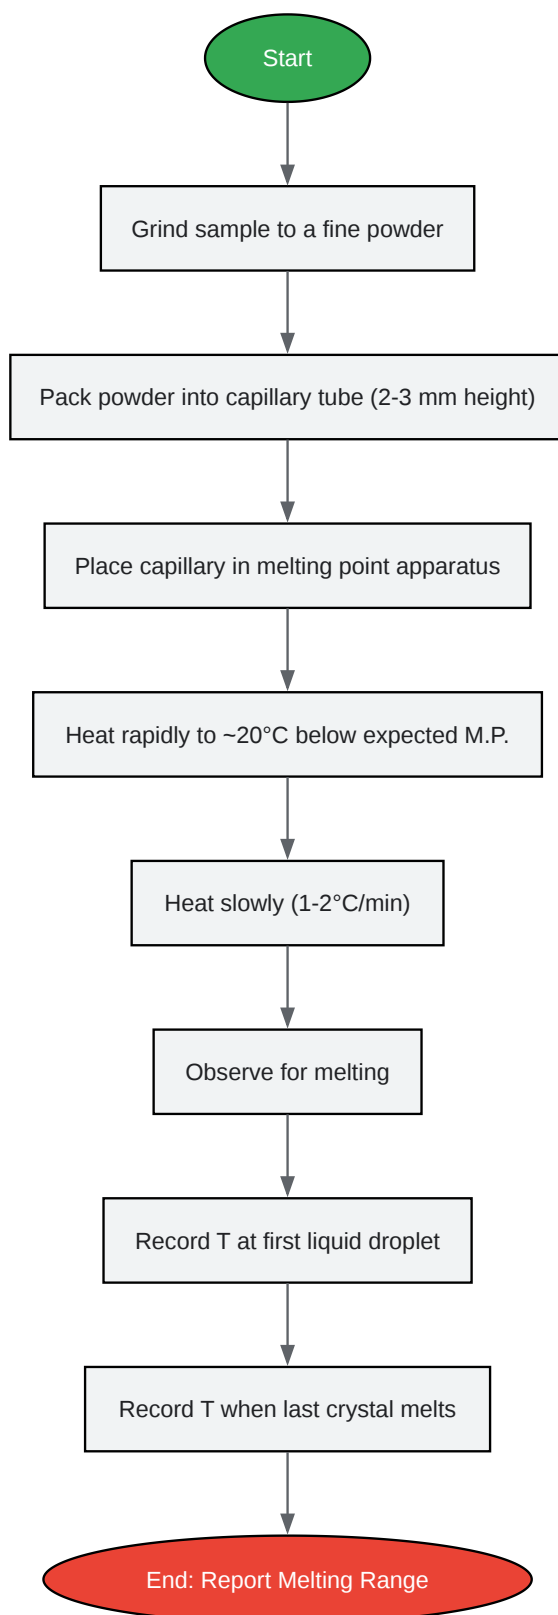 Start
Grind sample to a fine powder
Pack powder into capillary tube (2-3 mm height)
Place capillary in melting point apparatus
Heat rapidly to ~20°C below expected M.P.
Heat slowly (1-2°C/min)
Observe for melting
Record T at first liquid droplet
Record T when last crystal melts
End: Report Melting Range